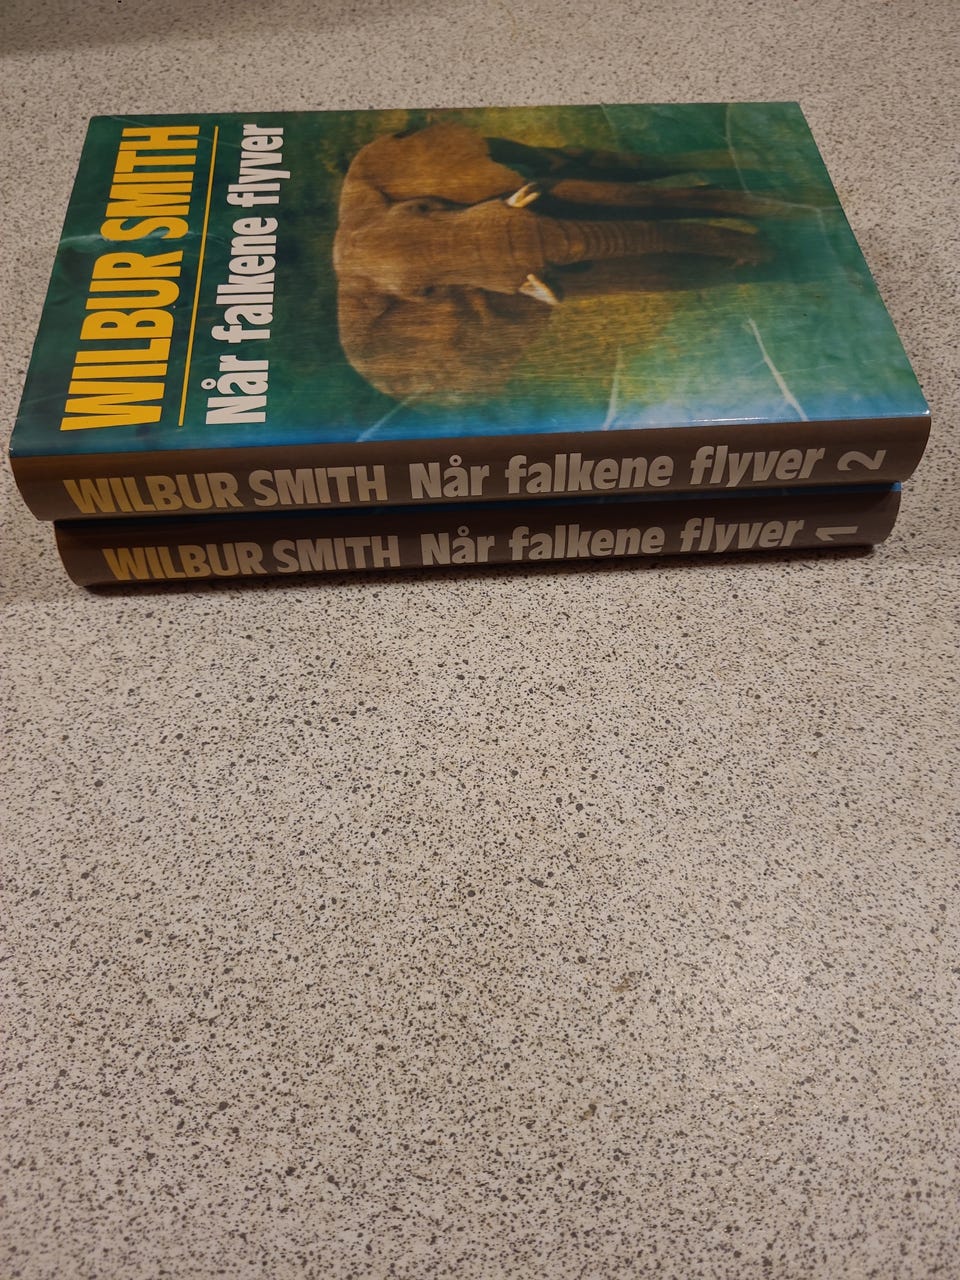 WILBUR SMITH
Når falkene flyver
WILBUR SMITH Når falkene flyver 2
WILBUR SMITH Når falkene flyver 1